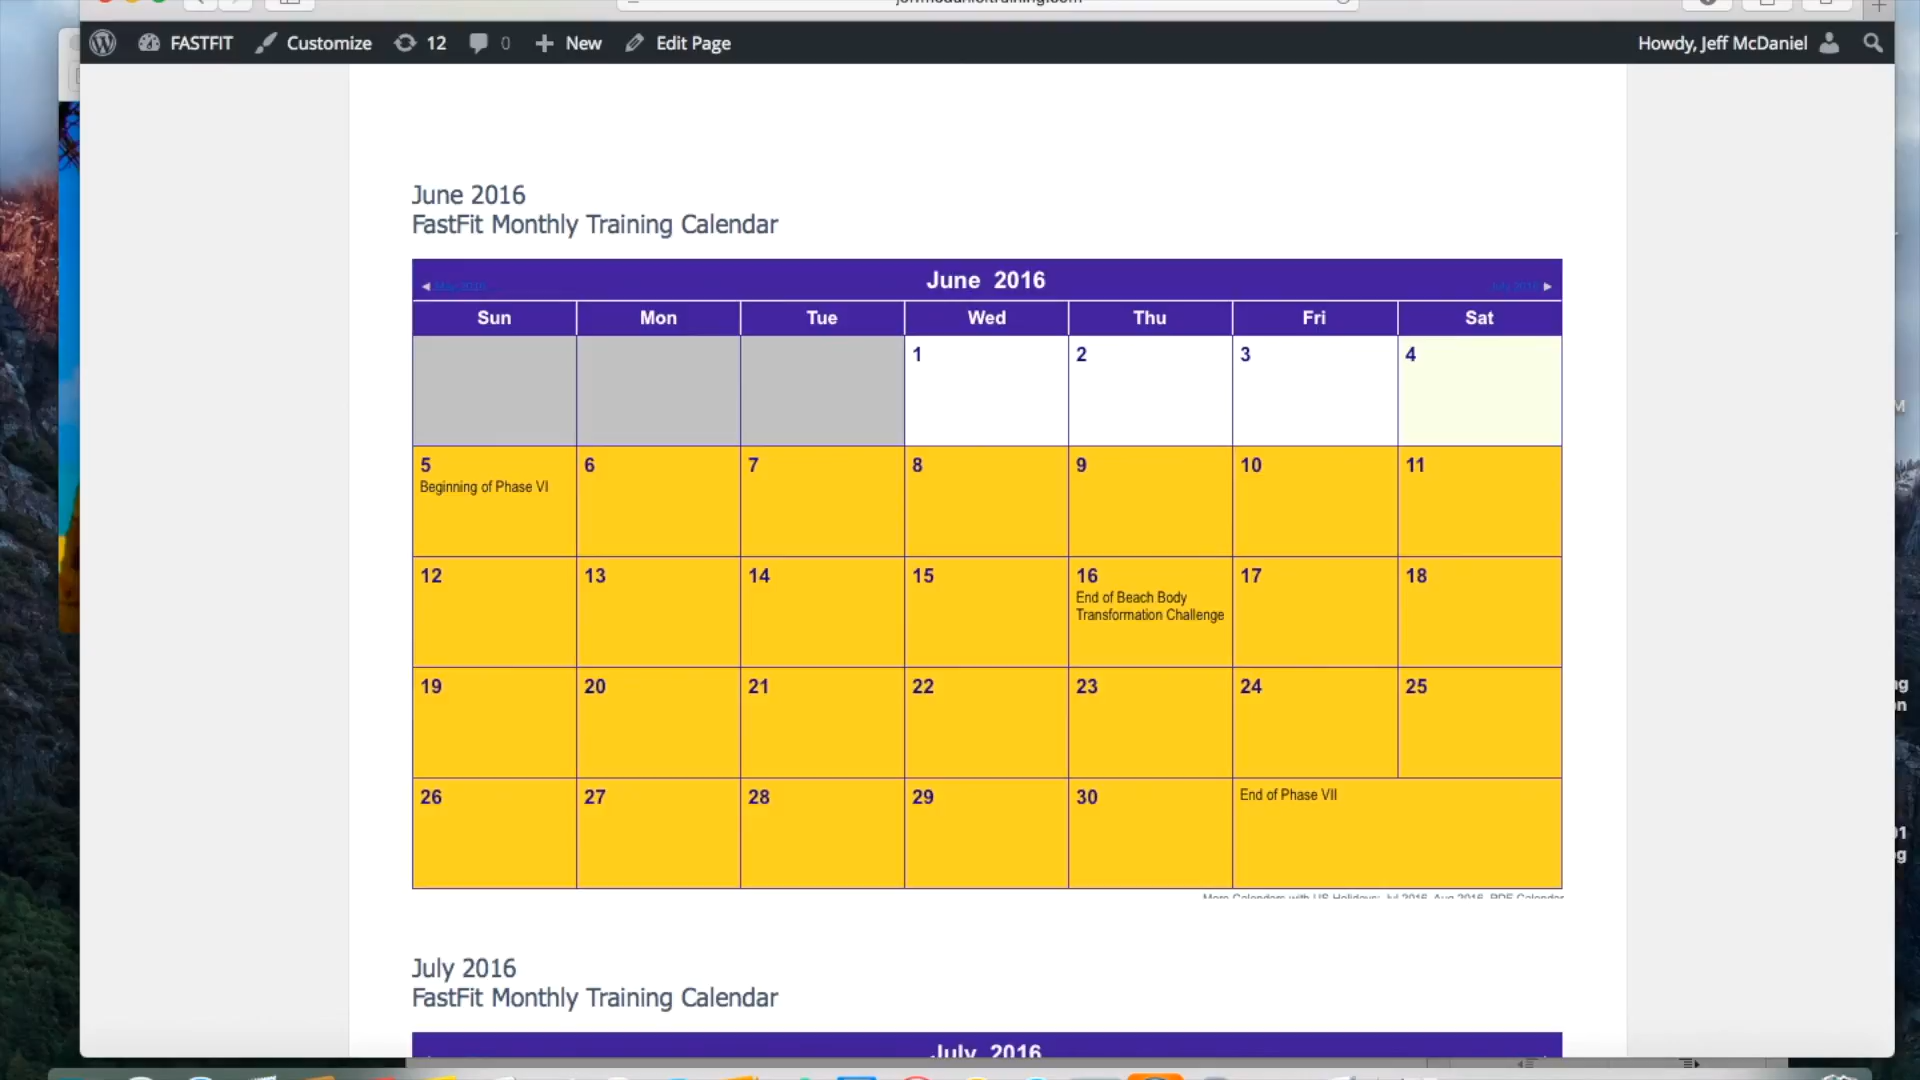 FASTFIT Customize 12 0 New Edit Page Howdy, Jeff McDaniel
June 2016
FastFit Monthly Training Calendar
June 2016
Sun Mon Tue Wed Thu Fri Sat
1 2 3 4
5 6 7 8 9 10 11
Beginning of Phase VI
12 13 14 15 16 17 18
End of Beach Body
Transformation Challenge
19 20 21 22 23 24 25
26 27 28 29 30 End of Phase VII
July 2016
FastFit Monthly Training Calendar
July 2016